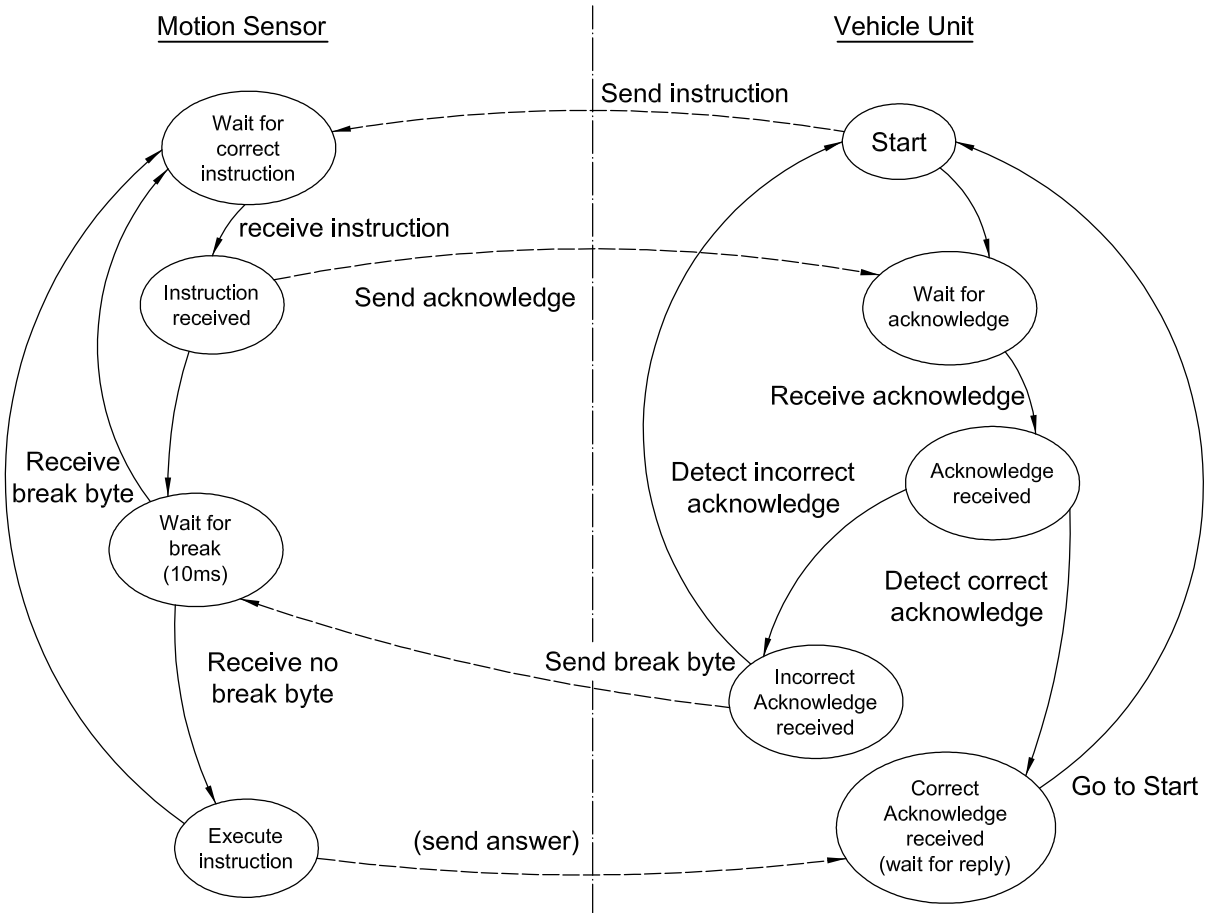 Motion Sensor
Vehicle Unit
Send instruction
Wait for
correct
instruction
Start
receive instruction
Instruction
received
Send acknowledge
Wait for
acknowledge
Receive acknowledge
Receive
break byte
Detect incorrect
acknowledge
Acknowledge
received
Wait for
break
(10ms)
Detect correct
acknowledge
Receive no
break byte
Send break byte
Incorrect
Acknowledge
received
Go to Start
Correct
Acknowledge
received
(wait for reply)
Execute
instruction
(send answer)